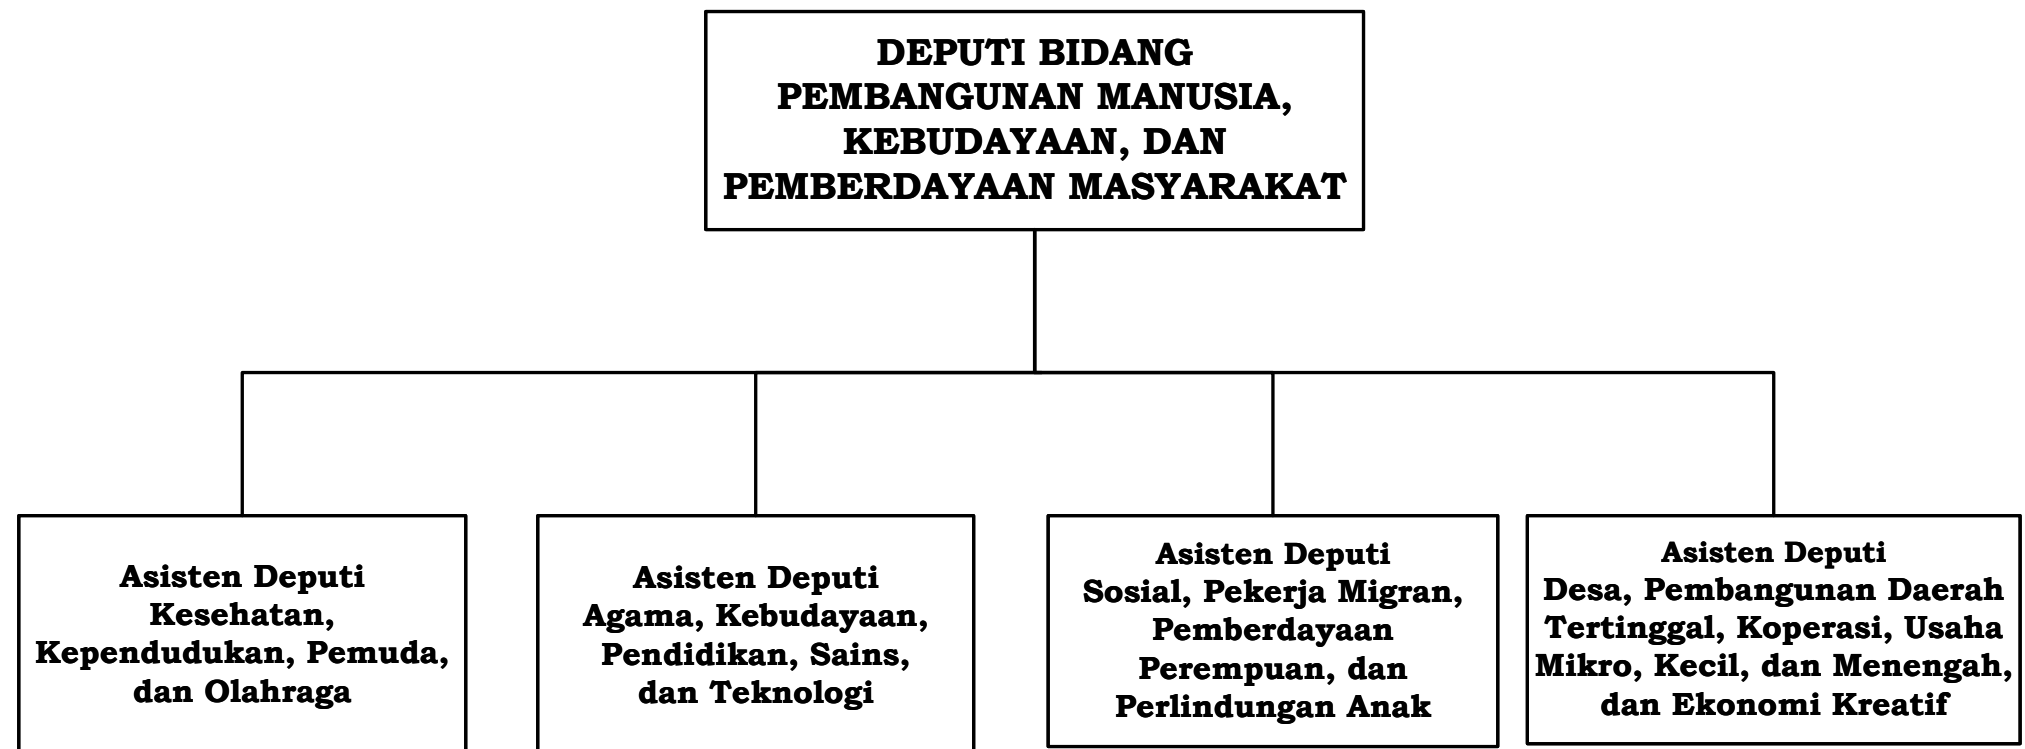 DEPUTI BIDANG
PEMBANGUNAN MANUSIA,
KEBUDAYAAN, DAN
PEMBERDAYAAN MASYARAKAT
Asisten Deputi
Kesehatan,
Kependudukan, Pemuda,
dan Olahraga
Asisten Deputi
Agama, Kebudayaan,
Pendidikan, Sains,
dan Teknologi
Asisten Deputi
Sosial, Pekerja Migran,
Pemberdayaan
Perempuan, dan
Perlindungan Anak
Asisten Deputi
Desa, Pembangunan Daerah
Tertinggal, Koperasi, Usaha
Mikro, Kecil, dan Menengah,
dan Ekonomi Kreatif